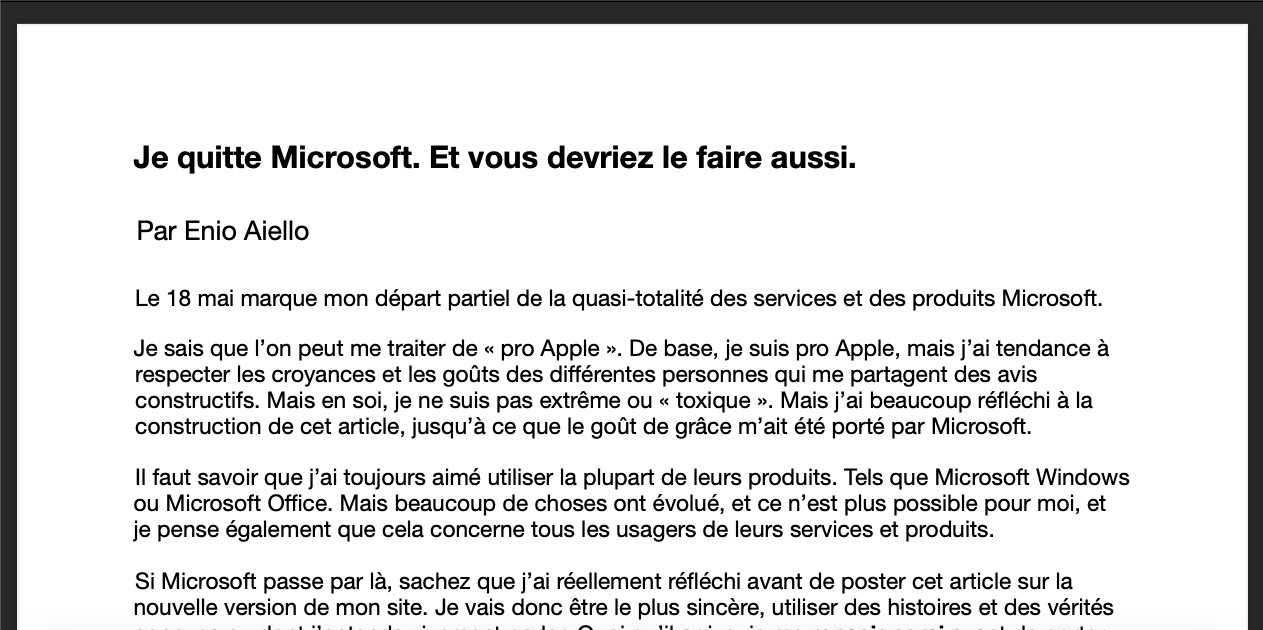 Je quitte Microsoft. Et vous devriez le faire aussi.
Par Enio Aiello
Le 18 mai marque mon départ partiel de la quasi-totalité des services et des produits Microsoft.
Je sais que l’on peut me traiter de « pro Apple ». De base, je suis pro Apple, mais j’ai tendance à
respecter les croyances et les goûts des différentes personnes qui me partagent des avis
constructifs. Mais en soi, je ne suis pas extrême ou « toxique ». Mais j’ai beaucoup réfléchi à la
construction de cet article, jusqu’à ce que le goût de grâce m’ait été porté par Microsoft.
Il faut savoir que j’ai toujours aimé utiliser la plupart de leurs produits. Tels que Microsoft Windows
ou Microsoft Office. Mais beaucoup de choses ont évolué, et ce n’est plus possible pour moi, et
je pense également que cela concerne tous les usagers de leurs services et produits.
Si Microsoft passe par là, sachez que j’ai réellement réfléchi avant de poster cet article sur la
nouvelle version de mon site. Je vais donc être le plus sincère, utiliser des histoires et des vérités